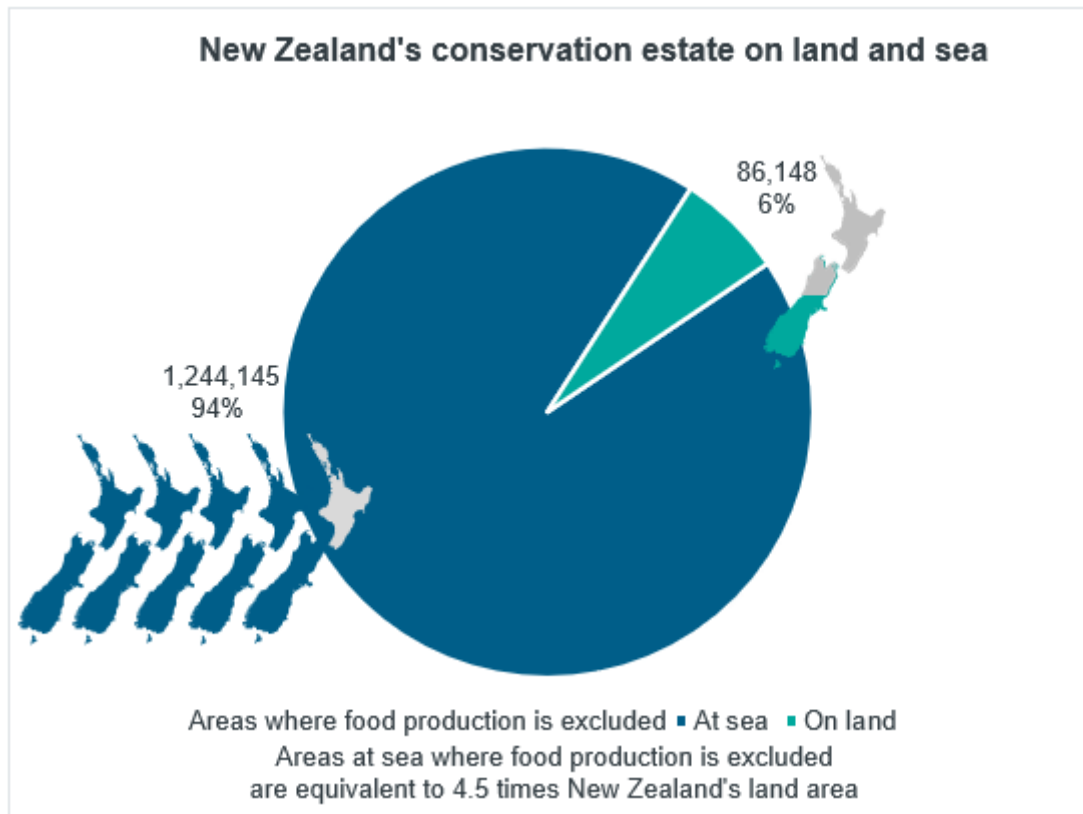 New Zealand's conservation estate on land and sea
86,148
6%
1,244,145
94%
Areas where food production is excluded At sea On land
Areas at sea where food production is excluded
are equivalent to 4.5 times New Zealand's land area